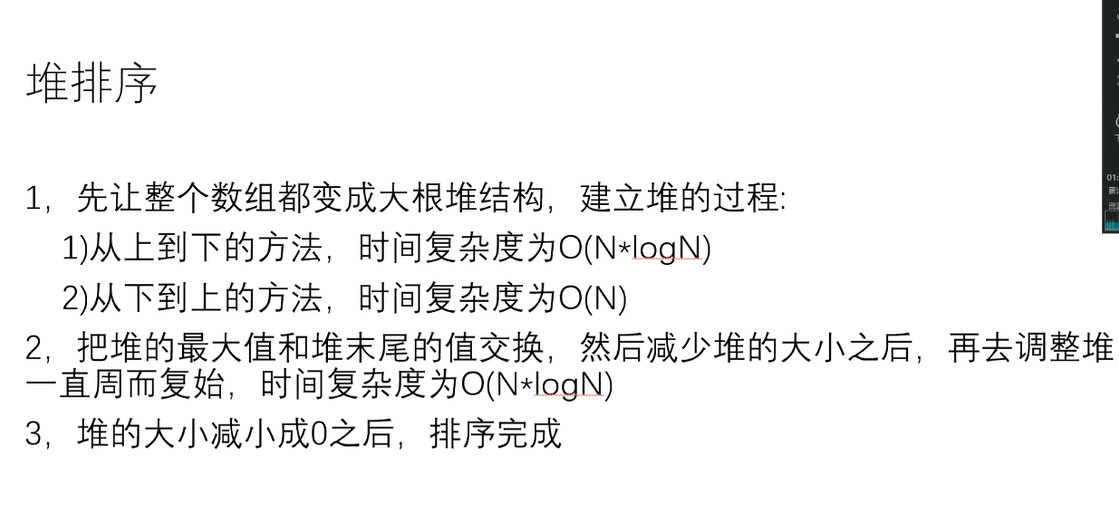 堆排序
1，先让整个数组都变成大根堆结构，建立堆的过程:
1)从上到下的方法，时间复杂度为O(N*logN)
2)从下到上的方法，时间复杂度为O(N)
2，把堆的最大值和堆末尾的值交换，然后减少堆的大小之后，再去调整堆
一直周而复始，时间复杂度为O(N*logN)
3，堆的大小减小成0之后，排序完成